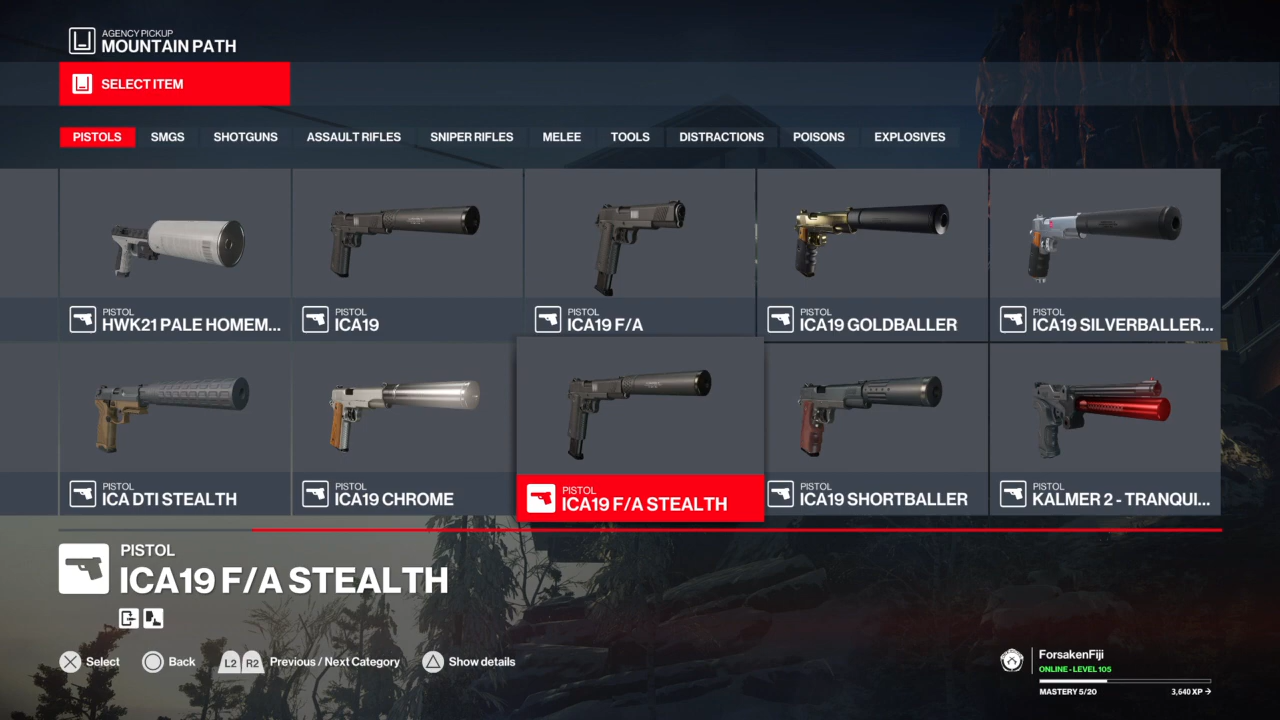 AGENCY PICKUP
MOUNTAIN PATH
SELECT ITEM
PISTOLS SMGS SHOTGUNS ASSAULT RIFLES SNIPER RIFLES MELEE TOOLS DISTRACTIONS POISONS EXPLOSIVES
PISTOL PISTOL PISTOL PISTOL PISTOL
HWK21 PALE HOMEM... ICA19 ICA19 F/A ICA19 GOLDBALLER ICA19 SILVERBALLER...
PISTOL PISTOL PISTOL PISTOL PISTOL
ICA DTI STEALTH ICA19 CHROME ICA19 F/A STEALTH ICA19 SHORTBALLER KALMER 2 - TRANQUI...
PISTOL
ICA19 F/A STEALTH
Select Back L2 R2 Previous / Next Category Show details
ForsakenFiji
ONLINE - LEVEL 105
MASTERY 5/20 3,640 XP